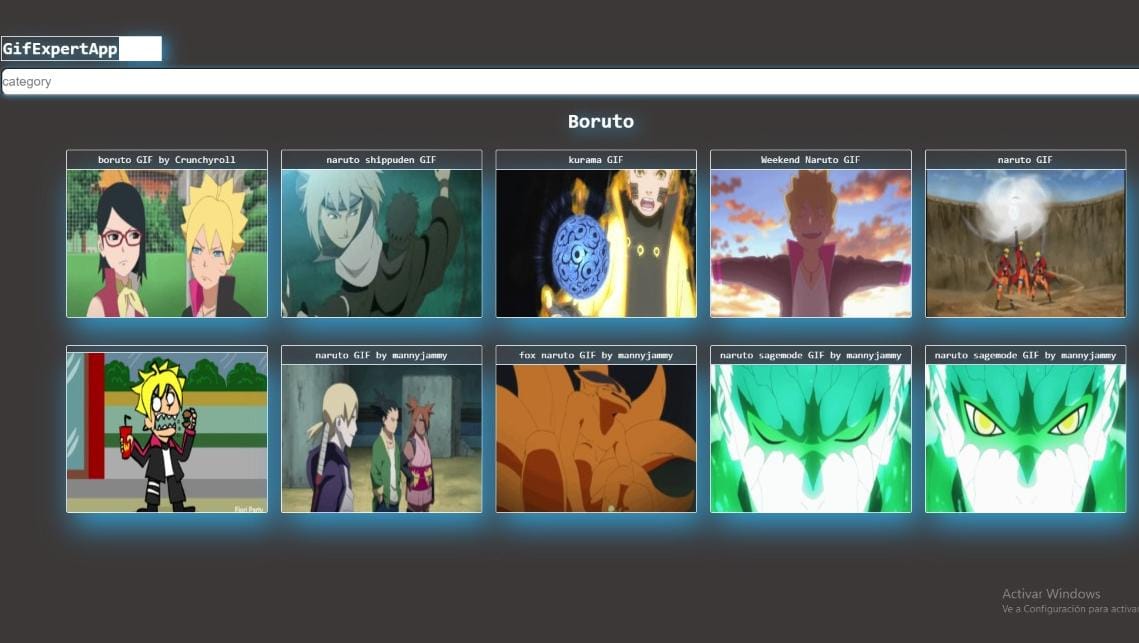 GifExpertApp
category
Boruto
boruto GIF by Crunchyroll
naruto shippuden GIF
kurama GIF
Weekend Naruto GIF
naruto GIF
naruto GIF by mannyjammy
fox naruto GIF by mannyjammy
naruto sagemode GIF by mannyjammy
naruto sagemode GIF by mannyjammy
Activar Windows
Ve a Configuración para activar